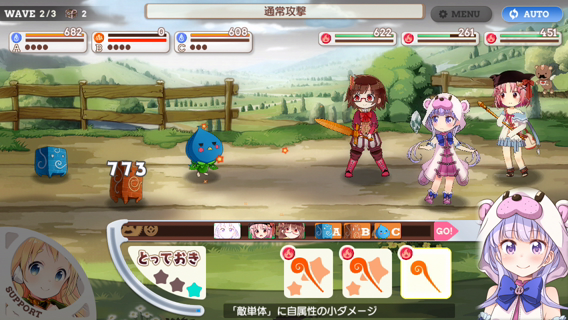 WAVE 2/3 2
通常攻撃
MENU
AUTO
682
A
0
B
608
C
622
261
451
773
A B C GO!
とっておき
SUPPORT
「敵単体」に自属性の小ダメージ